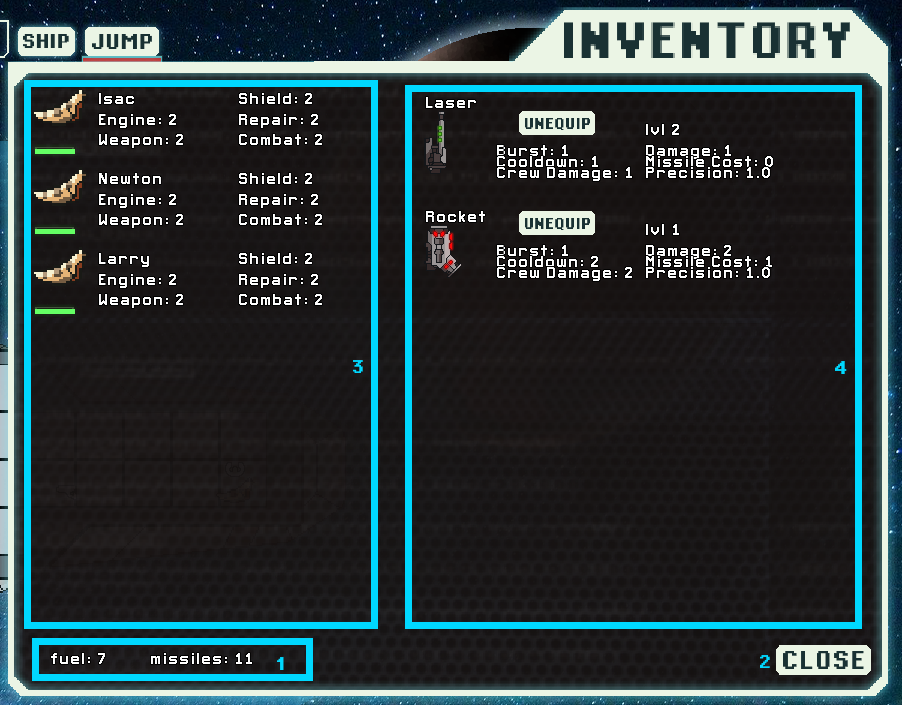 SHIP JUMP
INVENTORY
Isac Shield: 2
Engine: 2 Repair: 2
Weapon: 2 Combat: 2
Newton Shield: 2
Engine: 2 Repair: 2
Weapon: 2 Combat: 2
Larry Shield: 2
Engine: 2 Repair: 2
Weapon: 2 Combat: 2
3
Laser
UNEQUIP lvl 2
Burst: 1 Damage: 1
Cooldown: 1 Missile Cost: 0
Crew Damage: 1 Precision: 1.0
Rocket
UNEQUIP lvl 1
Burst: 1 Damage: 2
Cooldown: 2 Missile Cost: 1
Crew Damage: 2 Precision: 1.0
4
fuel: 7 missiles: 11 1
2 CLOSE